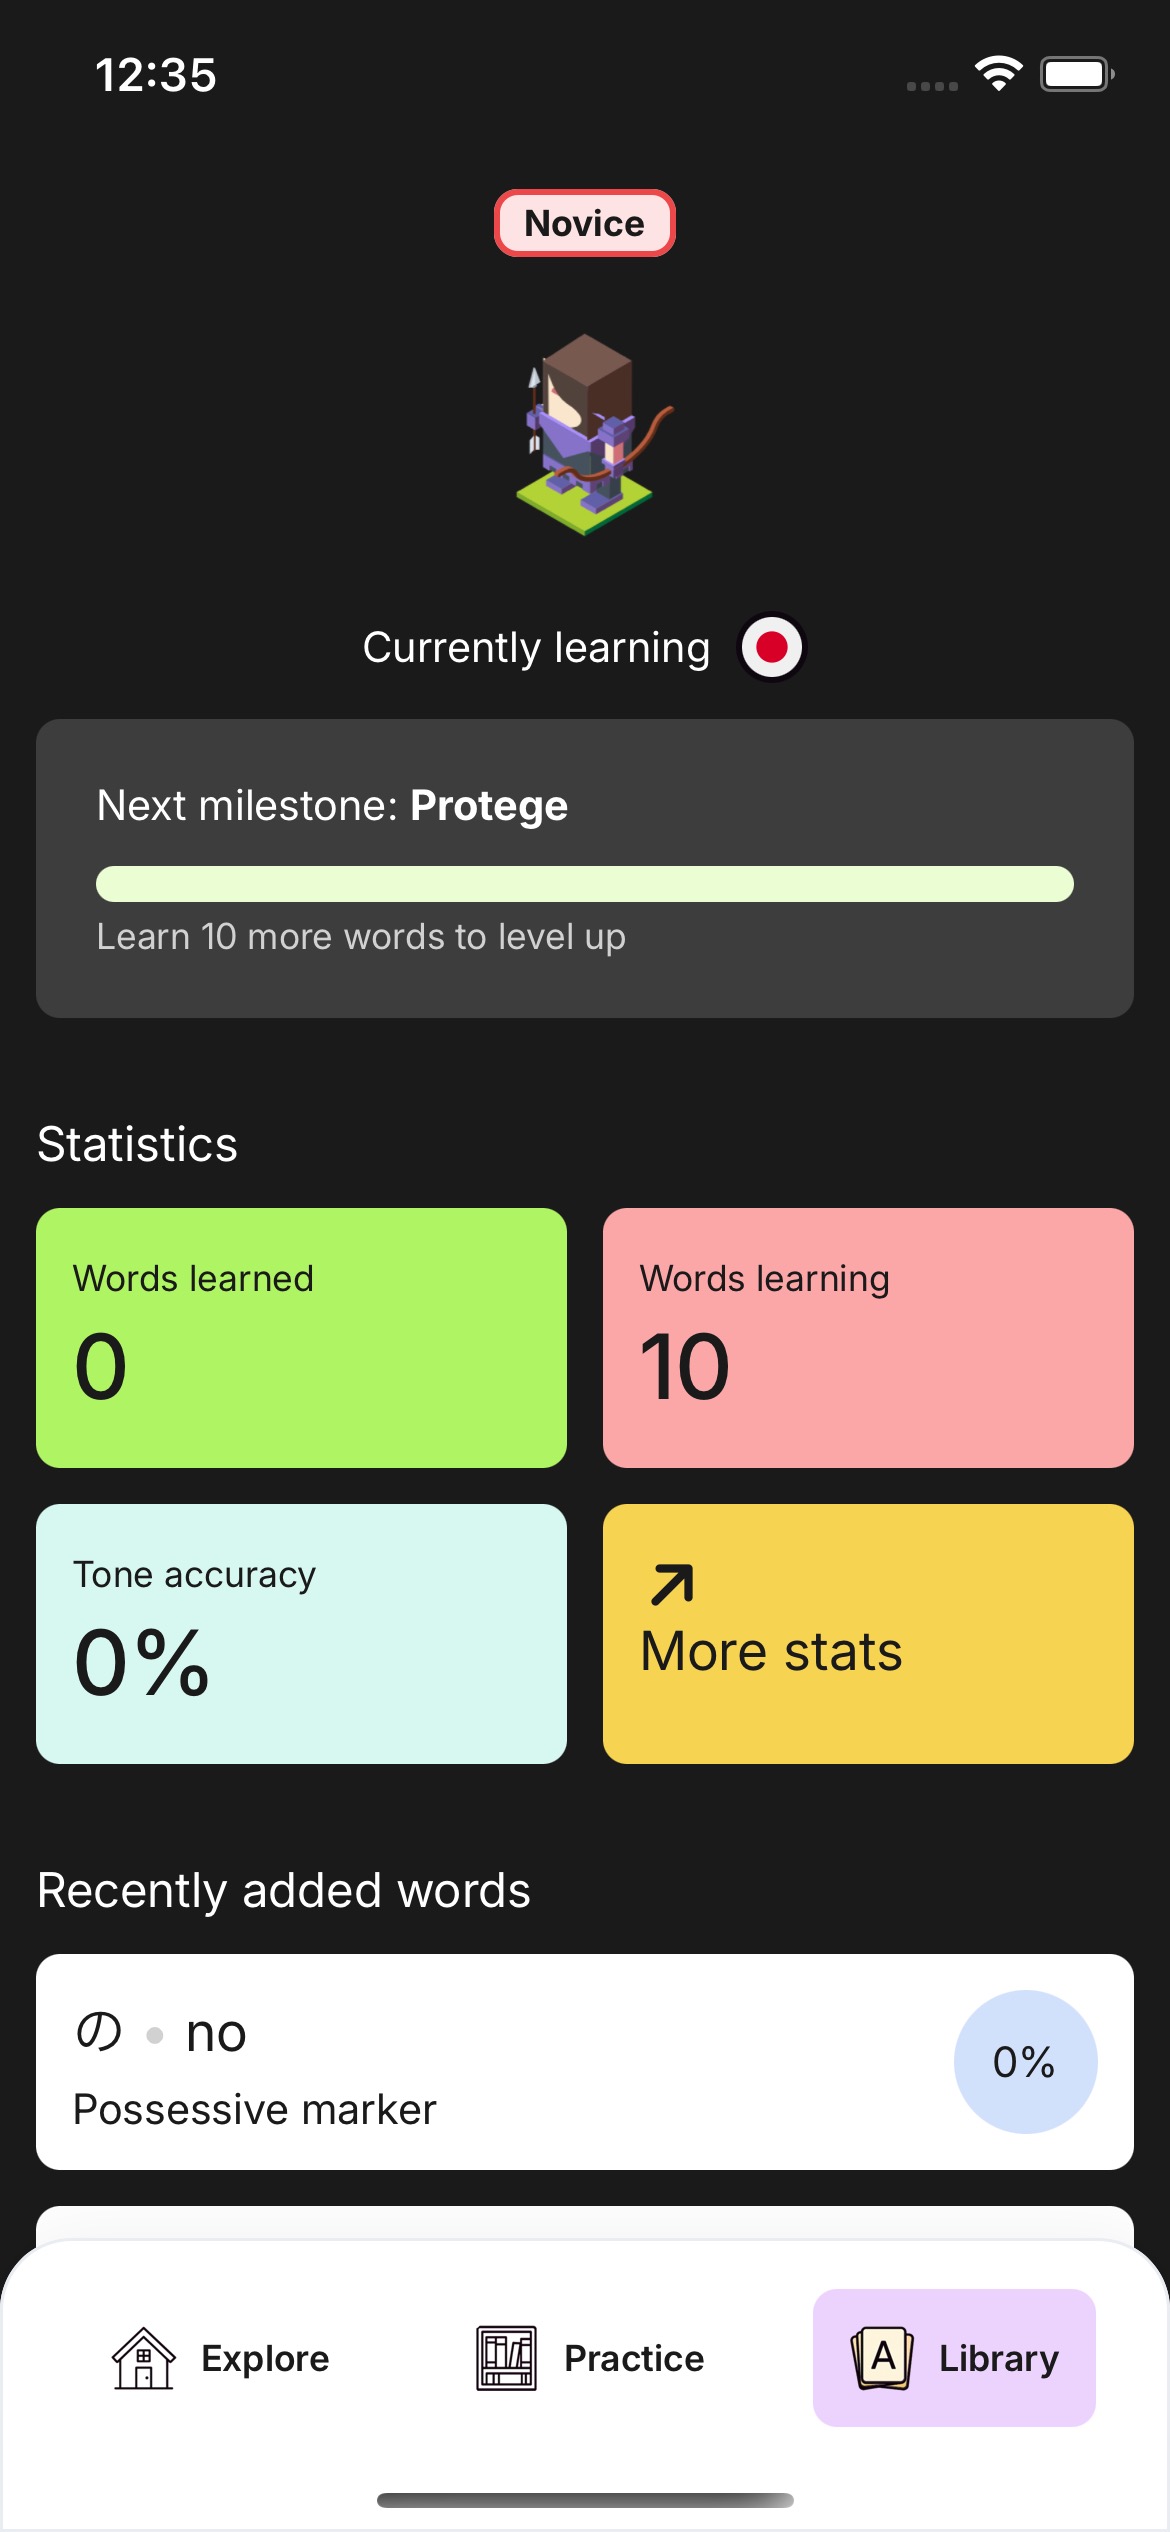 12:35
Novice
Currently learning
Next milestone: Protege
Learn 10 more words to level up
Statistics
Words learned
0
Words learning
10
Tone accuracy
0%
More stats
Recently added words
の • no
Possessive marker
0%
Explore
Practice
A
Library